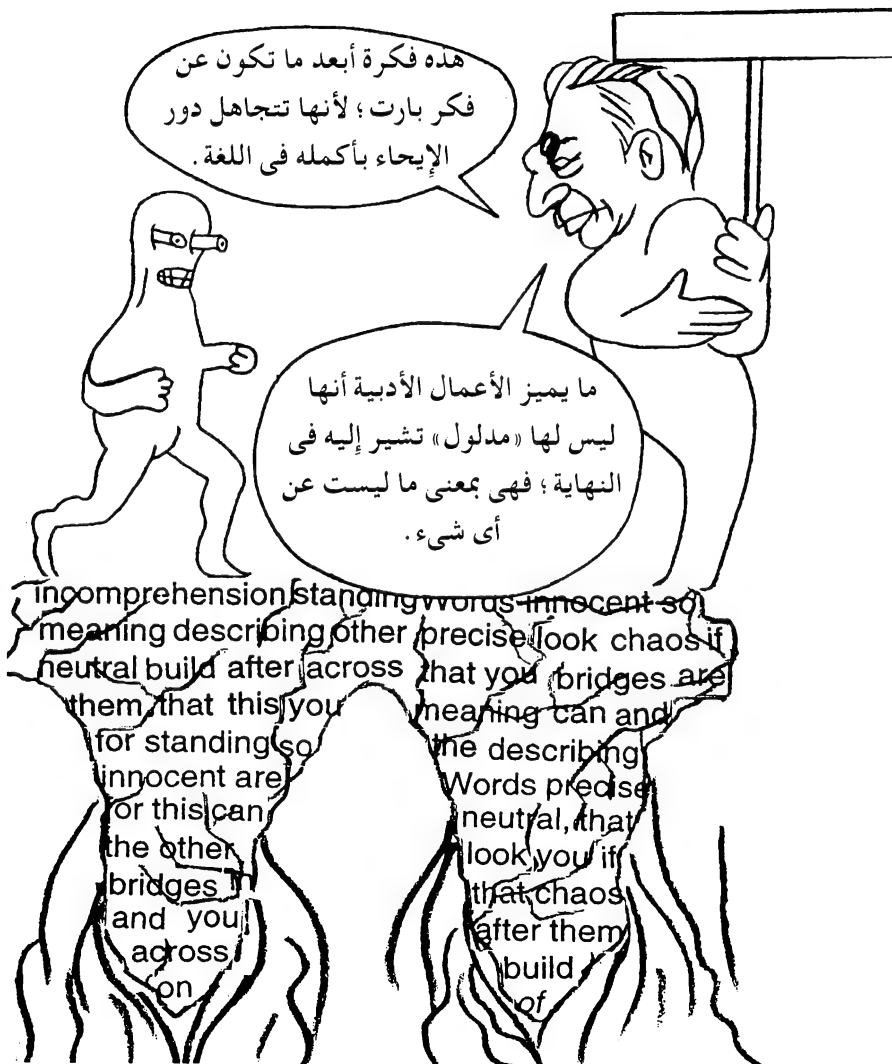 هذه فكرة أبعد ما تكون عن
فكر بارت ؛ لأنها تتجاهل دور
الإيحاء بأكمله فى اللغة .
ما يميز الأعمال الأدبية أنها
ليس لها «مدلول» تشير إليه فى
النهاية ؛ فهى بمعنى ما ليست عن
أى شىء .
incomprehension standing
meaning describing other
neutral build after across
them, that this you
for standing so
innocent are
or this can
the other
bridges
and you
across
on
Words innocent so
precise look chaos if
that you bridges are
meaning can and
the describing
Words precise
neutral, that
look you if
that chaos
after them
build
of